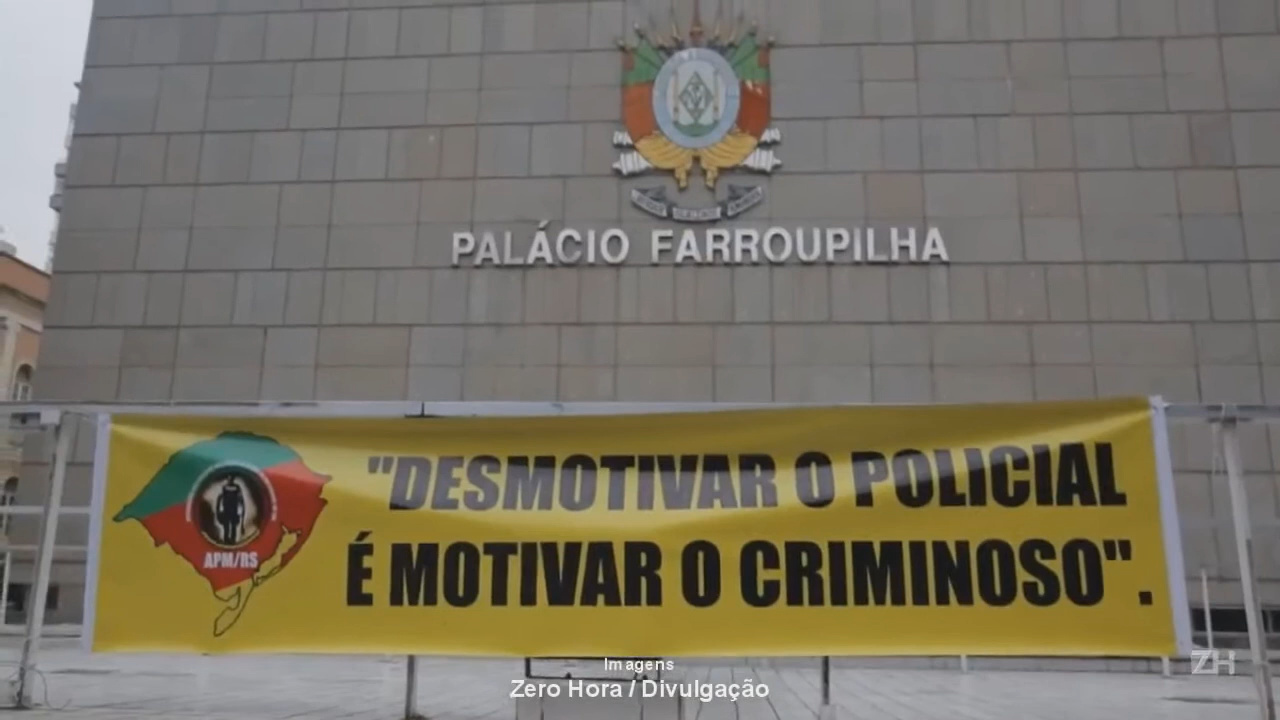 PALÁCIO FARROUPILHA
"DESMOTIVAR O POLICIAL
É MOTIVAR O CRIMINOSO".
APM/RS
Imagens
Zero Hora / Divulgação
ZH